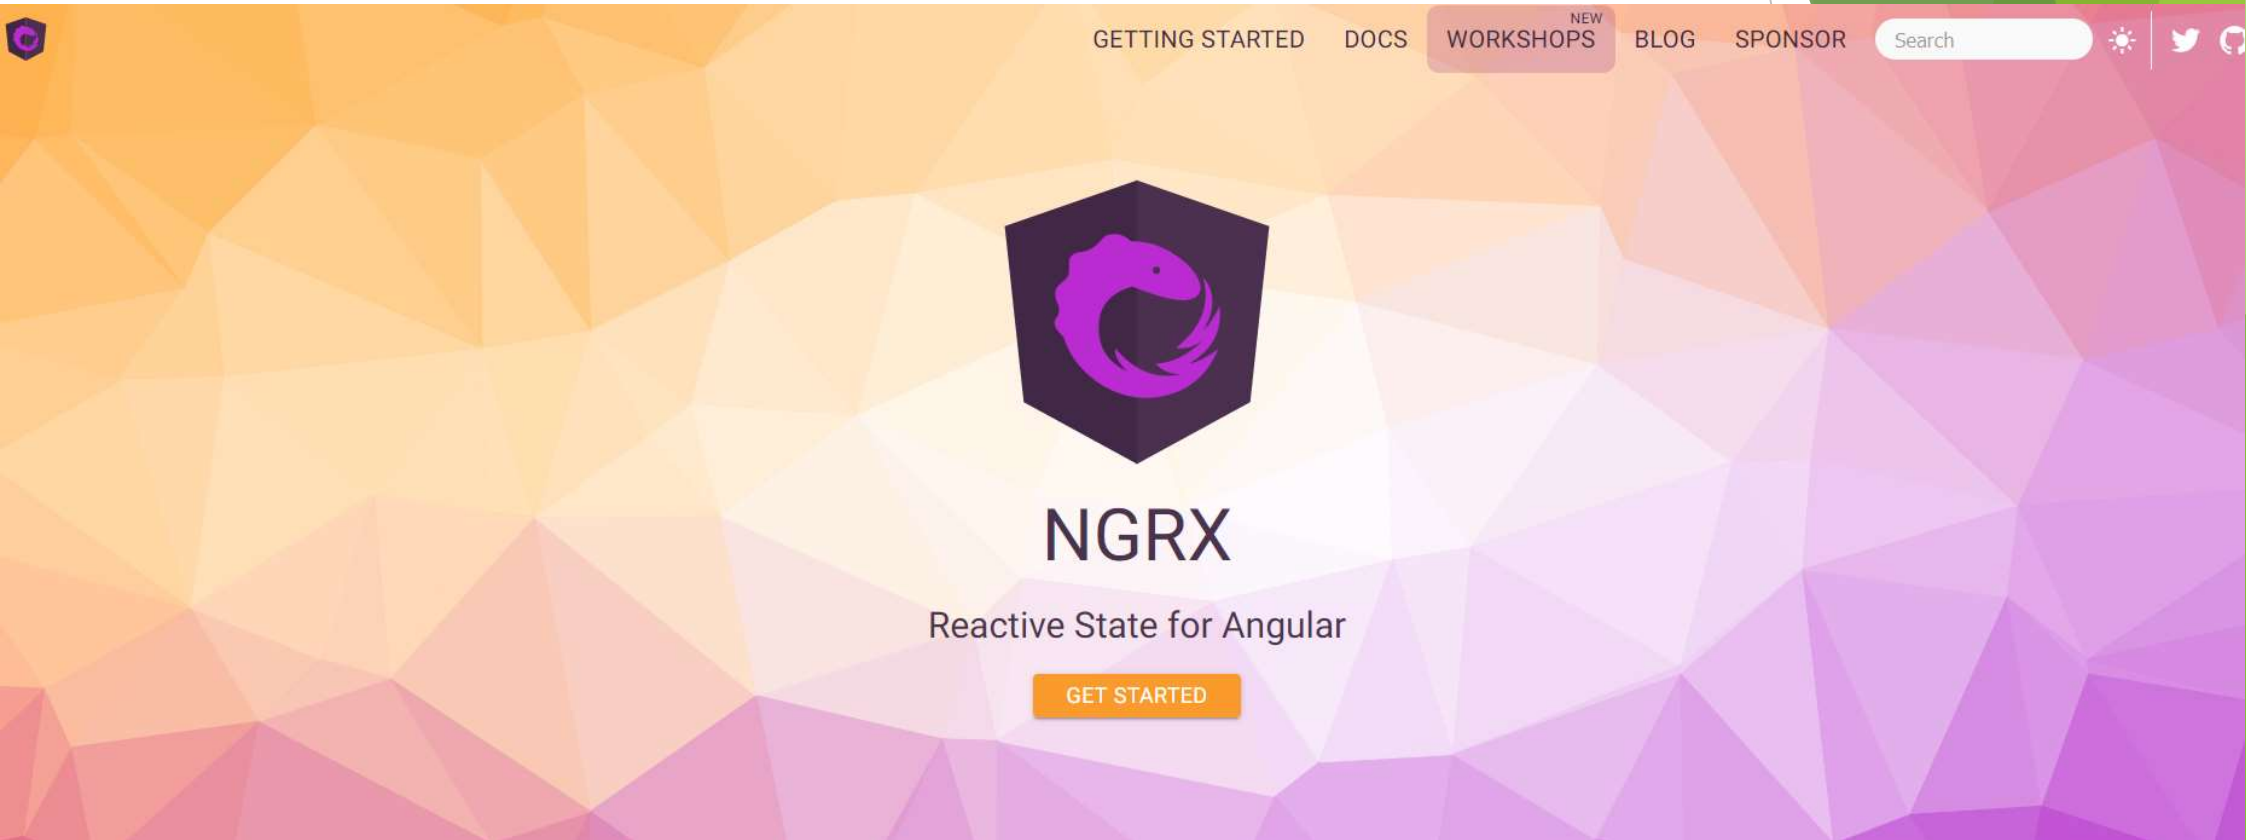 NEW
GETTING STARTED DOCS WORKSHOPS BLOG SPONSOR Search
NGRX
Reactive State for Angular
GET STARTED